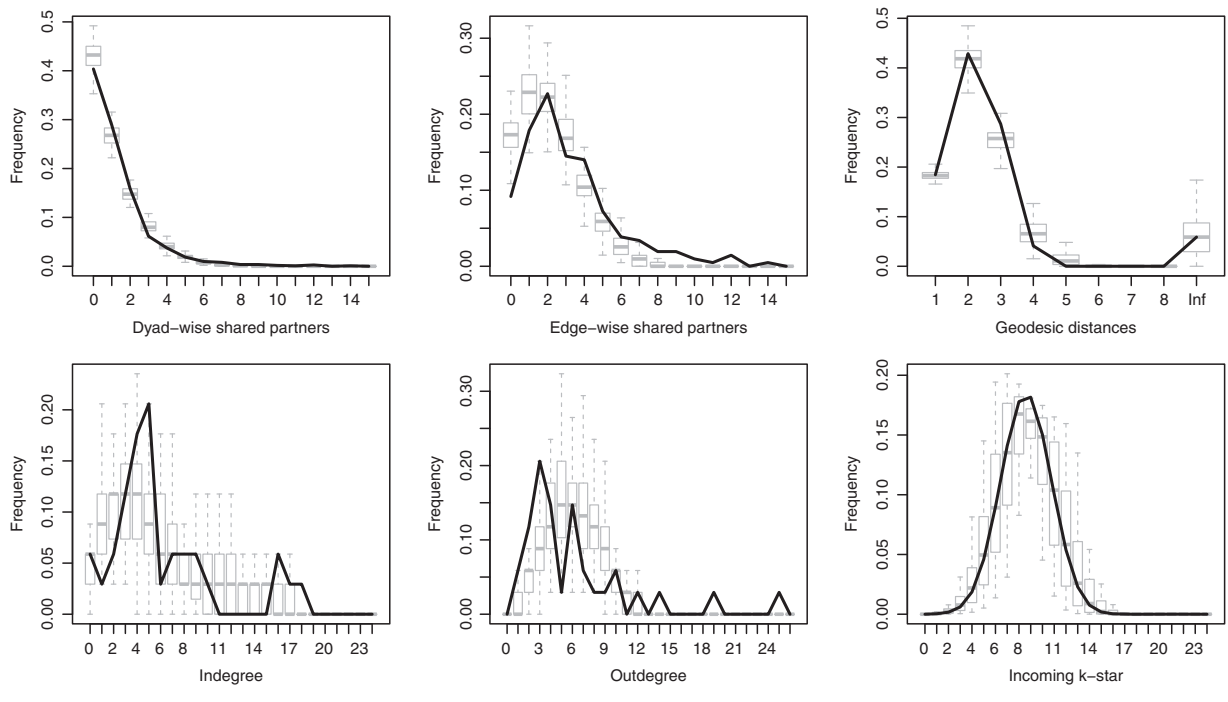 0.0 0.1 0.2 0.3 0.4 0.5
Frequency
0 2 4 6 8 10 12 14
Dyad−wise shared partners
0.00 0.10 0.20 0.30
Frequency
0 2 4 6 8 10 12 14
Edge−wise shared partners
0.0 0.1 0.2 0.3 0.4 0.5
Frequency
1 2 3 4 5 6 7 8 Inf
Geodesic distances
0.00 0.05 0.10 0.15 0.20
Frequency
0 2 4 6 8 11 14 17 20 23
Indegree
0.00 0.10 0.20 0.30
Frequency
0 3 6 9 12 15 18 21 24
Outdegree
0.00 0.05 0.10 0.15 0.20
Frequency
0 2 4 6 8 11 14 17 20 23
Incoming k−star